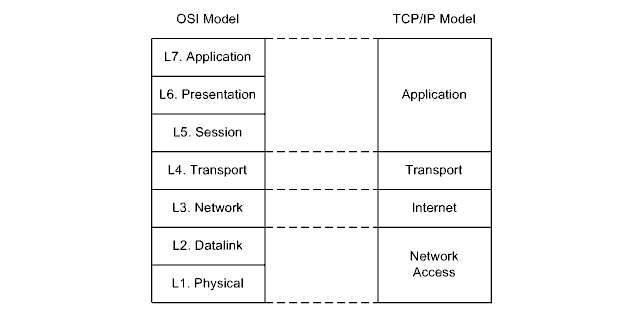 OSI Model
TCP/IP Model
L7. Application
L6. Presentation
L5. Session
L4. Transport
L3. Network
L2. Datalink
L1. Physical
Application
Transport
Internet
Network
Access